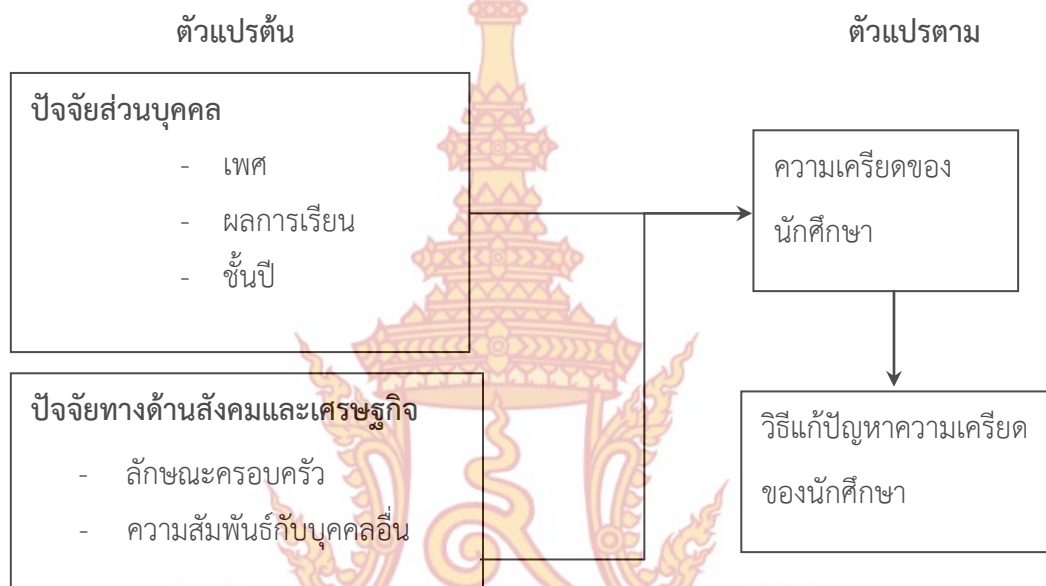 ตัวแปรต้น
ตัวแปรตาม
ปัจจัยส่วนบุคคล
- เพศ
- ผลการเรียน
- ชั้นปี
ปัจจัยทางด้านสังคมและเศรษฐกิจ
- ลักษณะครอบครัว
- ความสัมพันธ์กับบุคคลอื่น
ความเครียดของ
นักศึกษา
วิธีแก้ปัญหาความเครียด
ของนักศึกษา